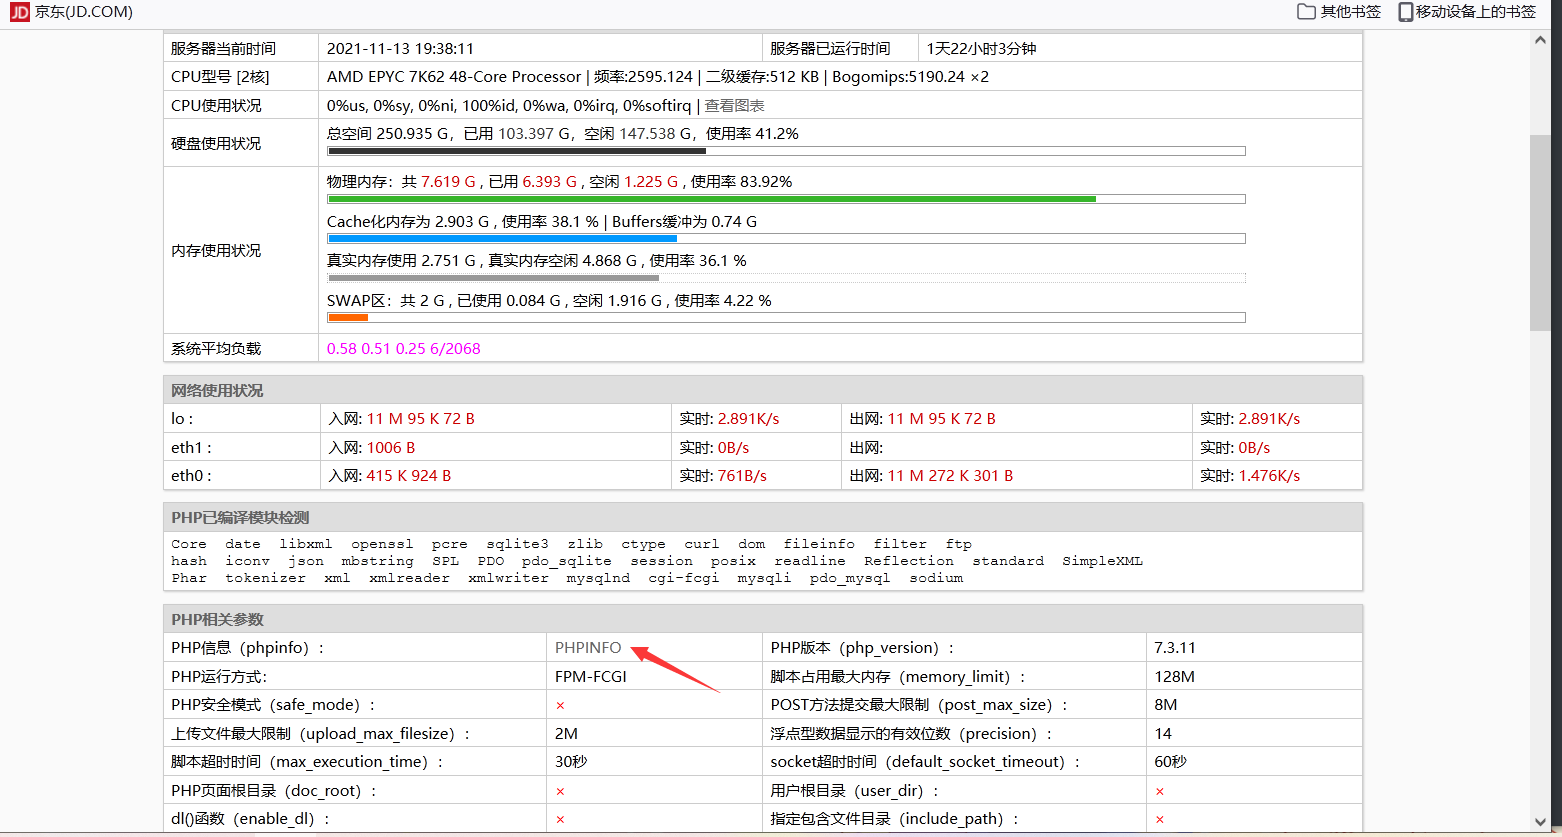 JD 京东(JD.COM) 其他书签 移动设备上的书签
服务器当前时间 2021-11-13 19:38:11 服务器已运行时间 1天22小时3分钟
CPU型号 [2核] AMD EPYC 7K62 48-Core Processor | 频率:2595.124 | 二级缓存:512 KB | Bogomips:5190.24 ×2
CPU使用状况 0%us, 0%sy, 0%ni, 100%id, 0%wa, 0%irq, 0%softirq | 查看图表
硬盘使用状况 总空间 250.935 G，已用 103.397 G，空闲 147.538 G，使用率 41.2%
内存使用状况
物理内存：共 7.619 G , 已用 6.393 G , 空闲 1.225 G , 使用率 83.92%
Cache化内存为 2.903 G , 使用率 38.1 % | Buffers缓冲为 0.74 G
真实内存使用 2.751 G , 真实内存空闲 4.868 G , 使用率 36.1 %
SWAP区：共 2 G , 已使用 0.084 G , 空闲 1.916 G , 使用率 4.22 %
系统平均负载 0.58 0.51 0.25 6/2068
网络使用状况
lo : 入网: 11 M 95 K 72 B 实时: 2.891K/s 出网: 11 M 95 K 72 B 实时: 2.891K/s
eth1 : 入网: 1006 B 实时: 0B/s 出网: 实时: 0B/s
eth0 : 入网: 415 K 924 B 实时: 761B/s 出网: 11 M 272 K 301 B 实时: 1.476K/s
PHP已编译模块检测
Core date libxml openssl pcre sqlite3 zlib ctype curl dom fileinfo filter ftp
hash iconv json mbstring SPL PDO pdo_sqlite session posix readline Reflection standard SimpleXML
Phar tokenizer xml xmlreader xmlwriter mysqlnd cgi-fcgi mysqli pdo_mysql sodium
PHP相关参数
PHP信息（phpinfo）: PHPINFO PHP版本（php_version）: 7.3.11
PHP运行方式： FPM-FCGI 脚本占用最大内存（memory_limit）: 128M
PHP安全模式（safe_mode）: × POST方法提交最大限制（post_max_size）: 8M
上传文件最大限制（upload_max_filesize）: 2M 浮点型数据显示的有效位数（precision）: 14
脚本超时时间（max_execution_time）: 30秒 socket超时时间（default_socket_timeout）: 60秒
PHP页面根目录（doc_root）: × 用户根目录（user_dir）: ×
dl()函数（enable_dl）: × 指定包含文件目录（include_path）: ×